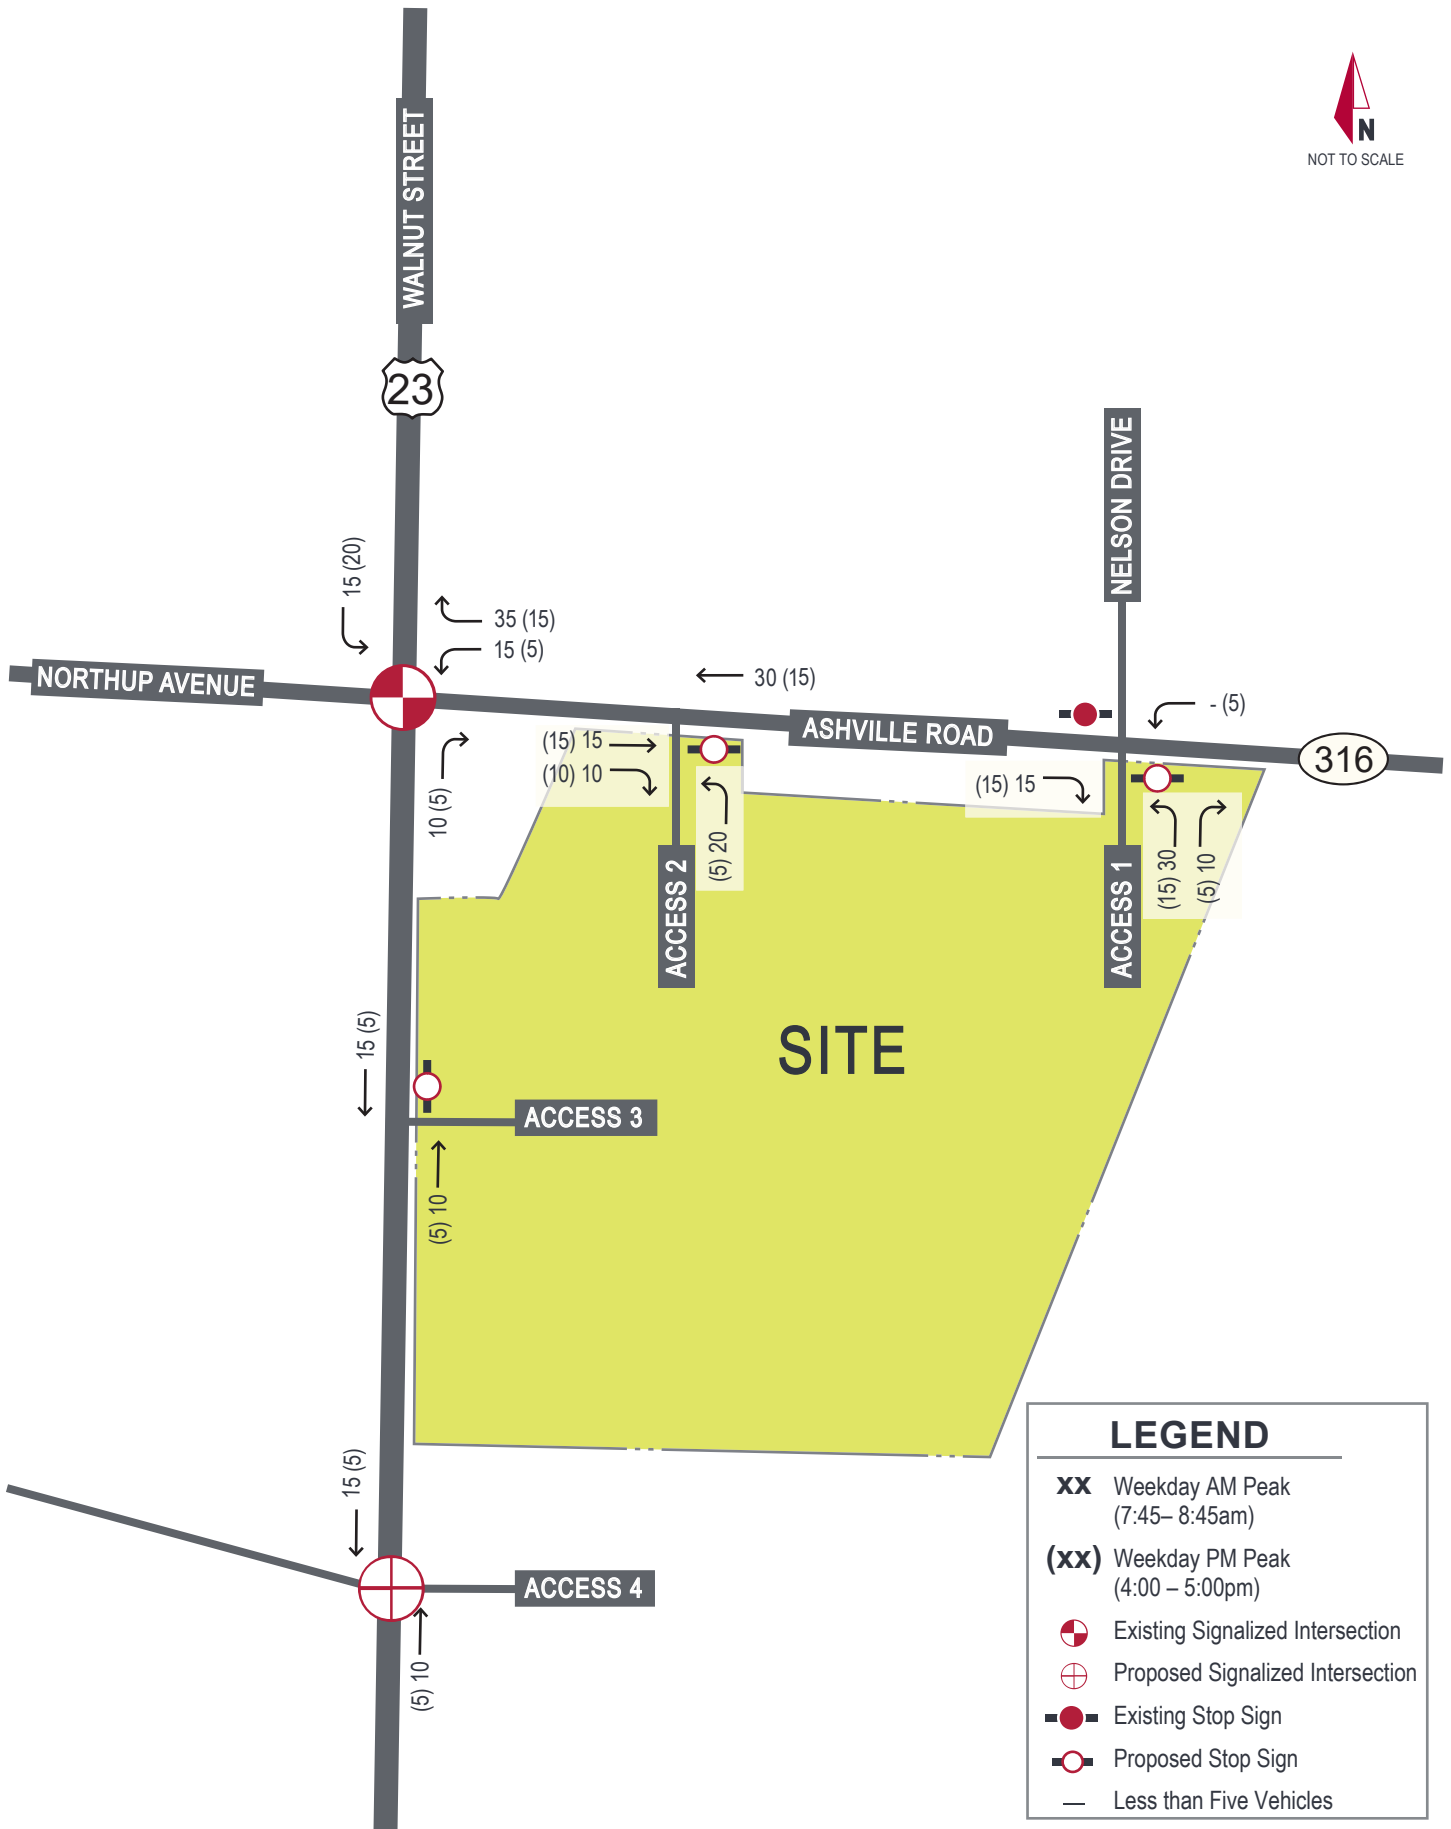 N
NOT TO SCALE
WALNUT STREET
23
NELSON DRIVE
15 (20)
35 (15)
15 (5)
NORTHUP AVENUE
30 (15)
- (5)
ASHVILLE ROAD
316
(15) 15
(10) 10
10 (5)
(5) 20
(15) 15
(15) 30
(5) 10
ACCESS 2
ACCESS 1
SITE
15 (5)
ACCESS 3
(5) 10
15 (5)
ACCESS 4
(5) 10
LEGEND
xx Weekday AM Peak
(7:45– 8:45am)
(xx) Weekday PM Peak
(4:00 – 5:00pm)
Existing Signalized Intersection
Proposed Signalized Intersection
Existing Stop Sign
Proposed Stop Sign
— Less than Five Vehicles